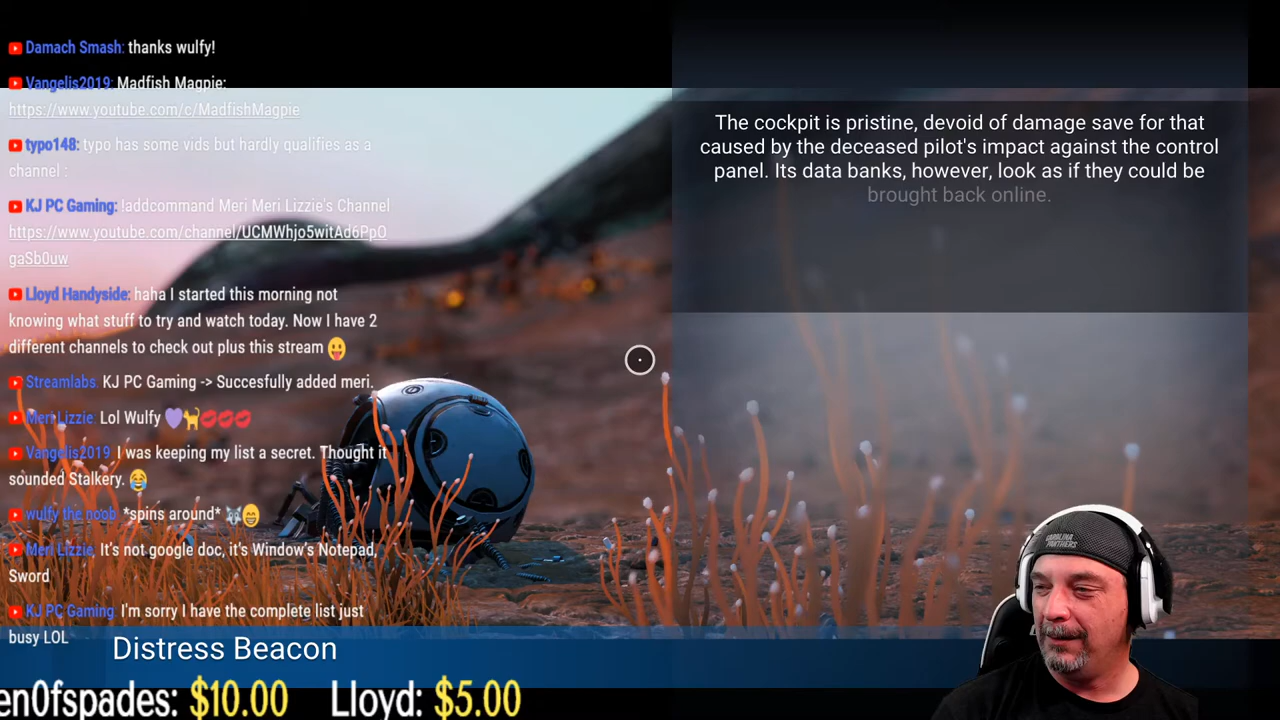 Damach Smash: thanks wulfy!
Vangelis2019: Madfish Magpie:
https://www.youtube.com/c/MadfishMagpie
typo148: typo has some vids but hardly qualifies as a
channel :
KJ PC Gaming: !addcommand Meri Meri Lizzie's Channel
https://www.youtube.com/channel/UCMWhjo5witAd6PpO
gaSb0uw
Lloyd Handyside: haha I started this morning not
knowing what stuff to try and watch today. Now I have 2
different channels to check out plus this stream 😛
Streamlabs: KJ PC Gaming -> Succesfully added meri.
Meri Lizzie: Lol Wulfy 💜🐈💋💋💋
Vangelis2019: I was keeping my list a secret. Thought it
sounded Stalkery. 😂
wulfy the noob: *spins around* 🐺😁
Meri Lizzie: It's not google doc, it's Window's Notepad,
Sword
KJ PC Gaming: I'm sorry I have the complete list just
busy LOL
The cockpit is pristine, devoid of damage save for that
caused by the deceased pilot's impact against the control
panel. Its data banks, however, look as if they could be
brought back online.
CAROLINA
PANTHERS
Distress Beacon
en0fspades: $10.00 Lloyd: $5.00